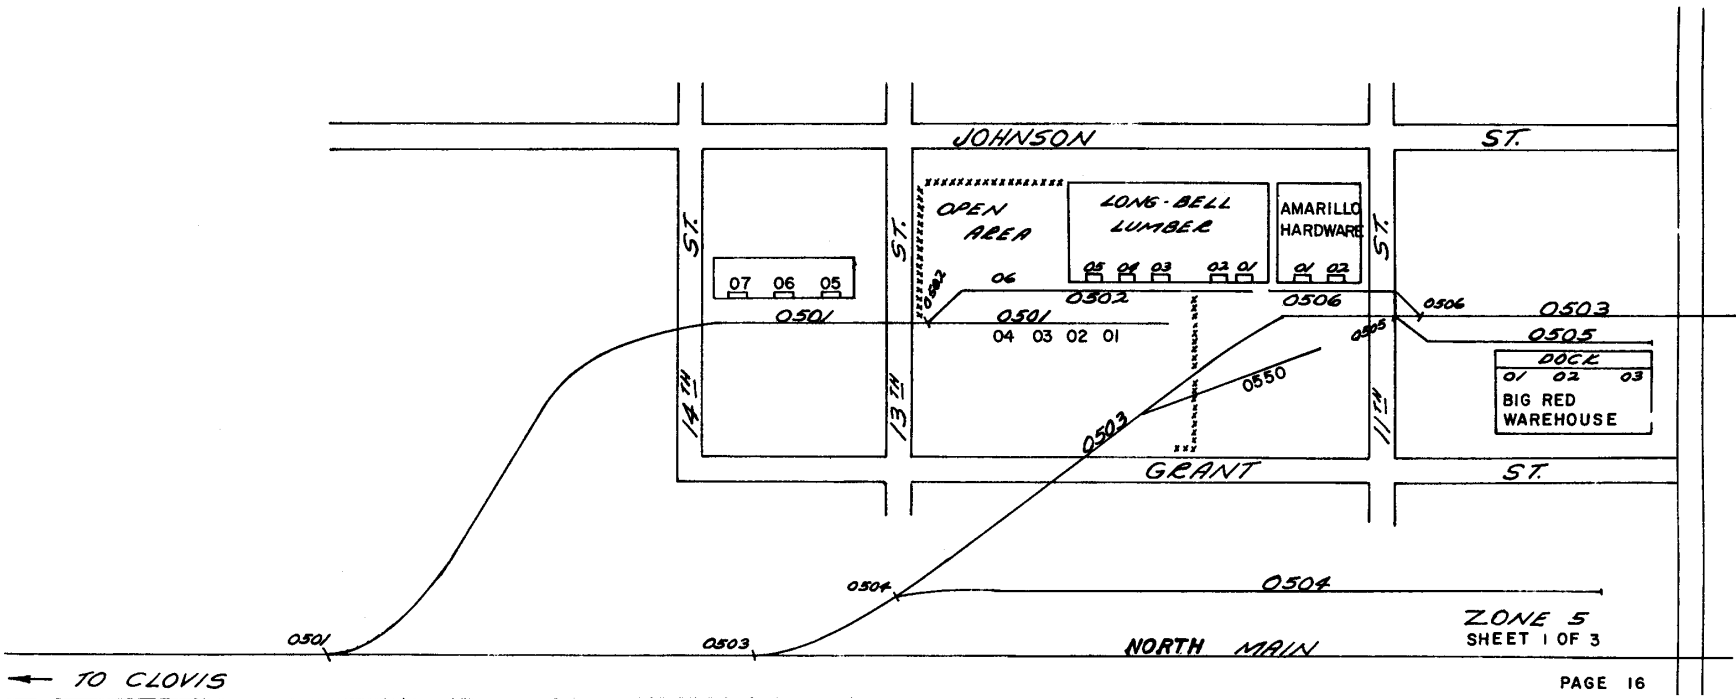 JOHNSON ST.
14TH ST.
13TH ST.
11TH ST.
OPEN
AREA
LONG-BELL
LUMBER
AMARILLO
HARDWARE
05 04 03 02 01
01 02
07 06 05
0501
0502
06
0502
0501
04 03 02 01
0506
0506
0503
0505
0505
DOCK
01 02 03
BIG RED
WAREHOUSE
0550
0503
GRANT ST.
0504
0504
0501
0503
NORTH MAIN
ZONE 5
SHEET 1 OF 3
TO CLOVIS
PAGE 16